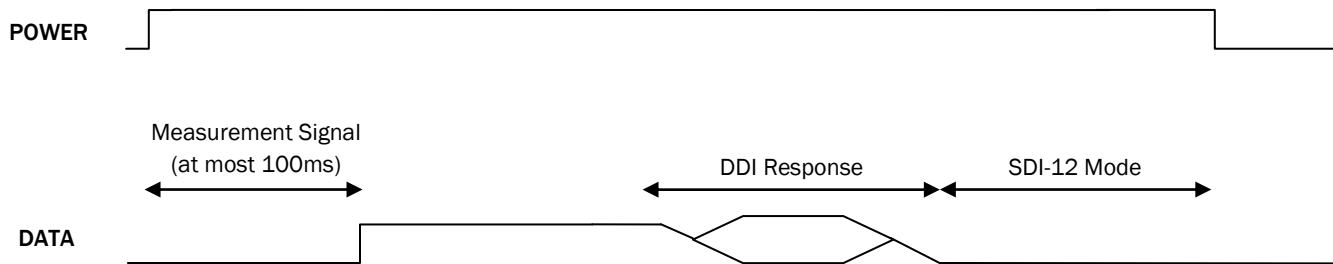 POWER
Measurement Signal
(at most 100ms)
DDI Response
SDI-12 Mode
DATA